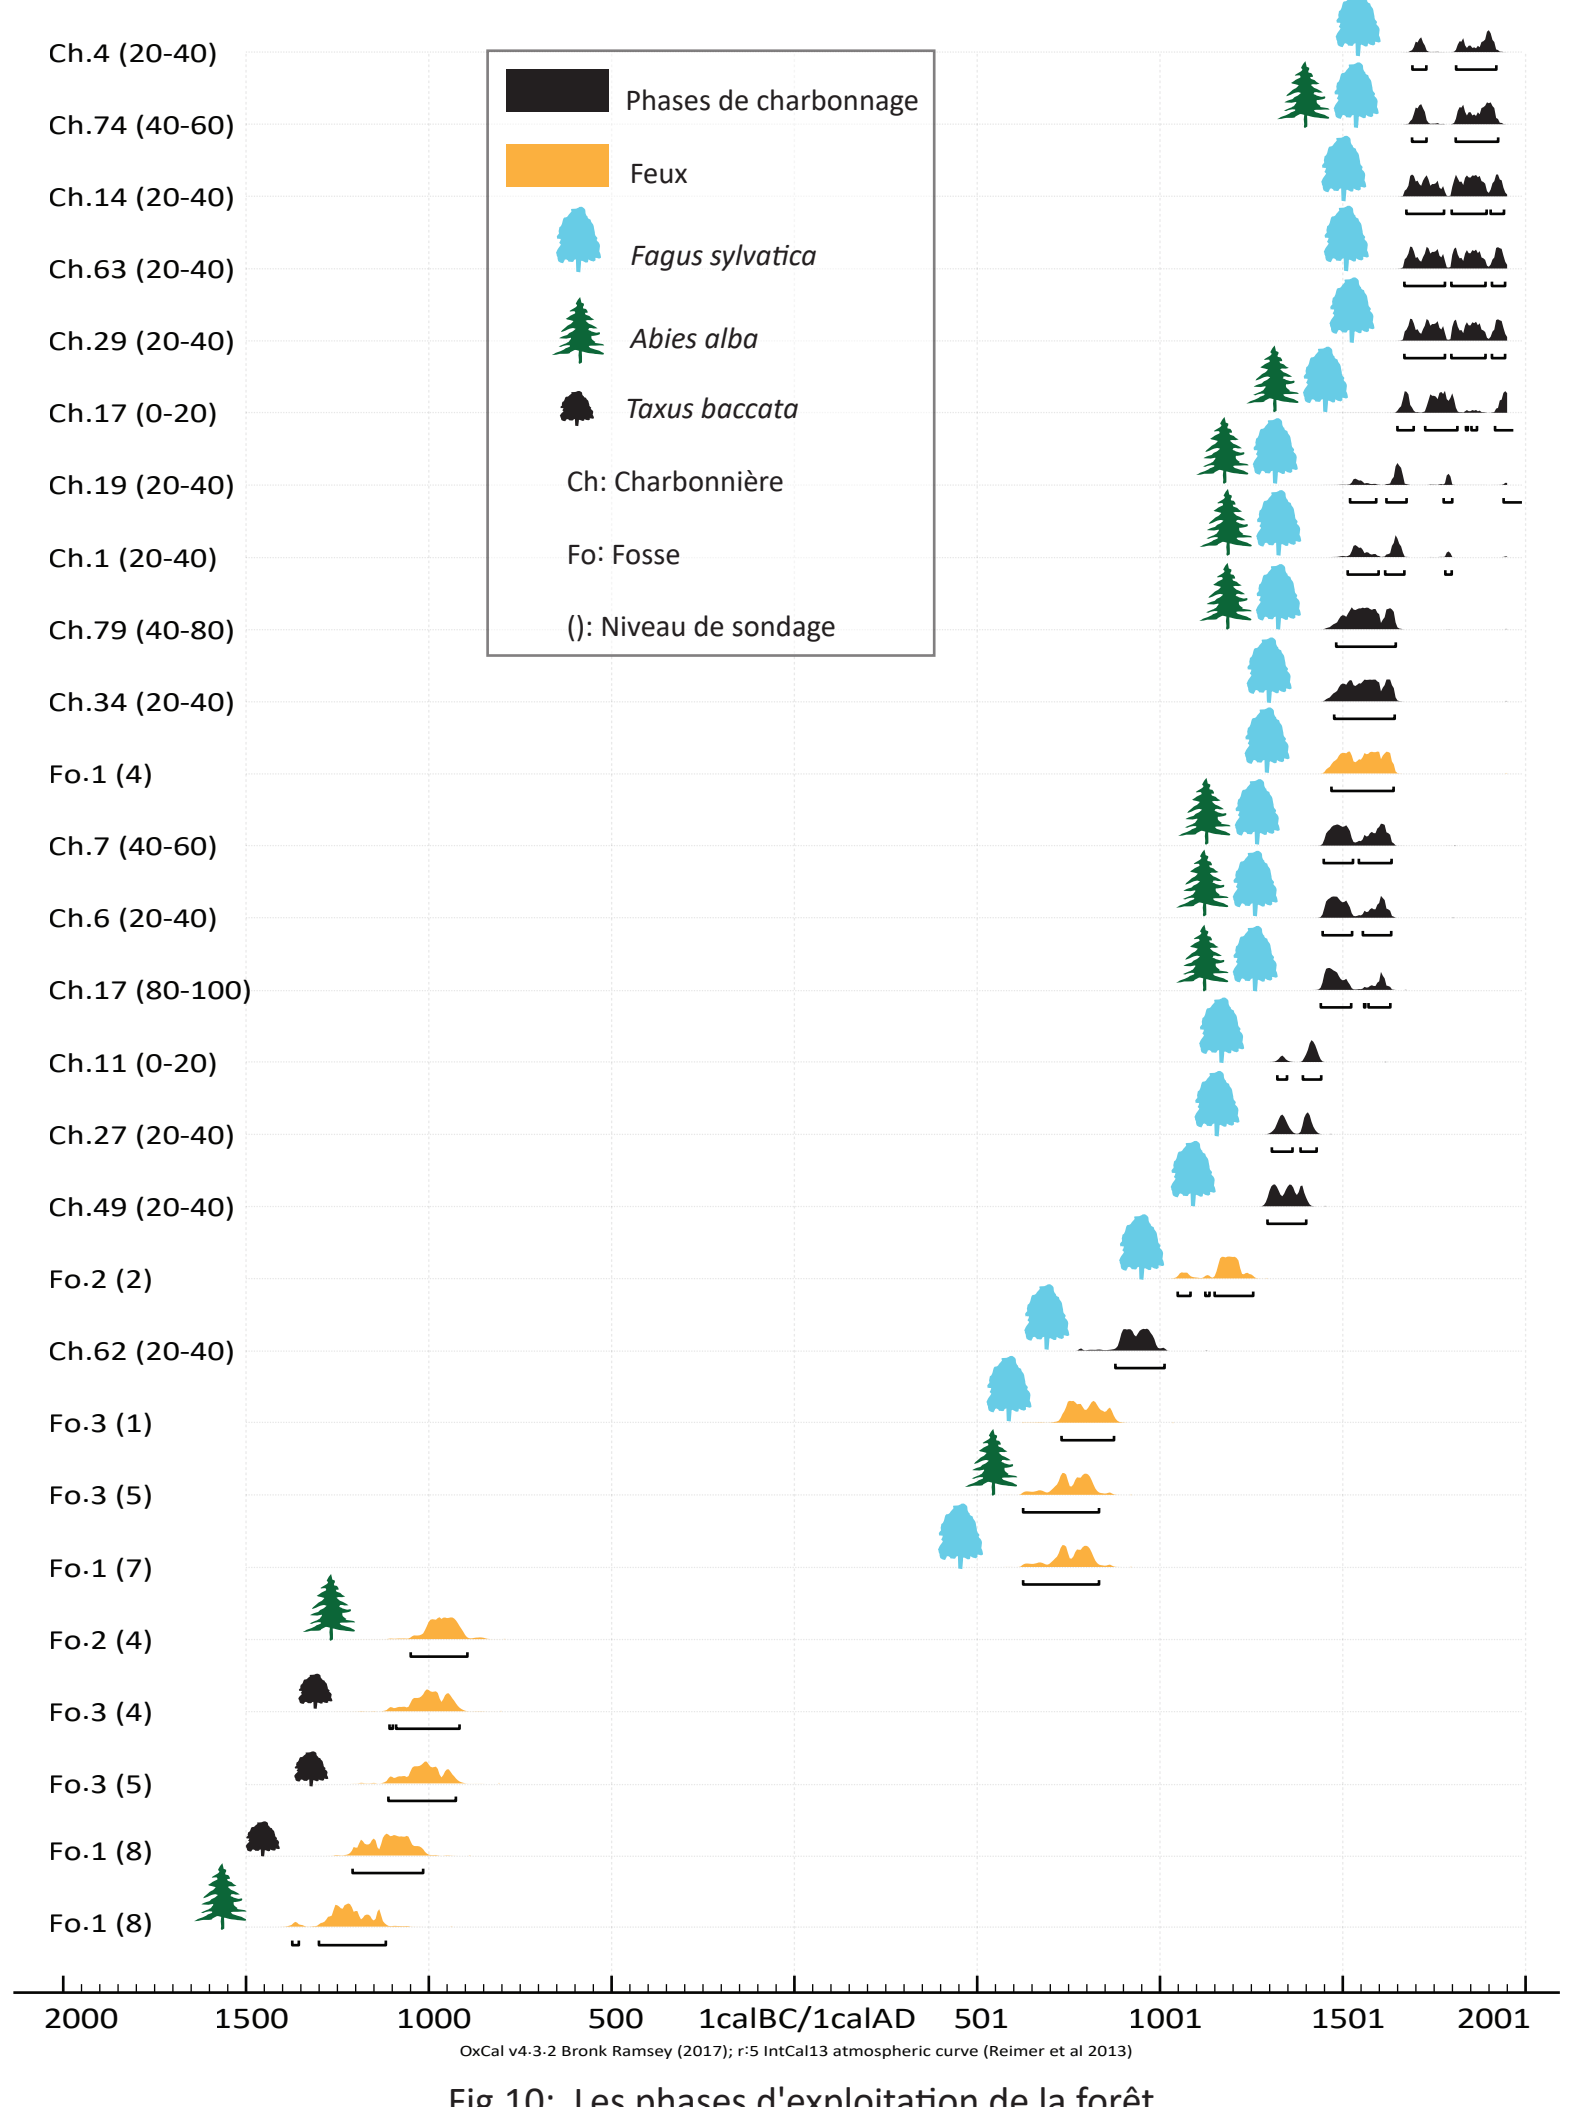 Ch.4 (20-40)
Ch.74 (40-60)
Ch.14 (20-40)
Ch.63 (20-40)
Ch.29 (20-40)
Ch.17 (0-20)
Ch.19 (20-40)
Ch.1 (20-40)
Ch.79 (40-80)
Ch.34 (20-40)
Fo.1 (4)
Ch.7 (40-60)
Ch.6 (20-40)
Ch.17 (80-100)
Ch.11 (0-20)
Ch.27 (20-40)
Ch.49 (20-40)
Fo.2 (2)
Ch.62 (20-40)
Fo.3 (1)
Fo.3 (5)
Fo.1 (7)
Fo.2 (4)
Fo.3 (4)
Fo.3 (5)
Fo.1 (8)
Fo.1 (8)
Phases de charbonnage
Feux
Fagus sylvatica
Abies alba
Taxus baccata
Ch: Charbonnière
Fo: Fosse
(): Niveau de sondage
2000 1500 1000 500 1calBC/1calAD 501 1001 1501 2001
OxCal v4.3.2 Bronk Ramsey (2017); r:5 IntCal13 atmospheric curve (Reimer et al 2013)
Fig 10: Les phases d'exploitation de la forêt